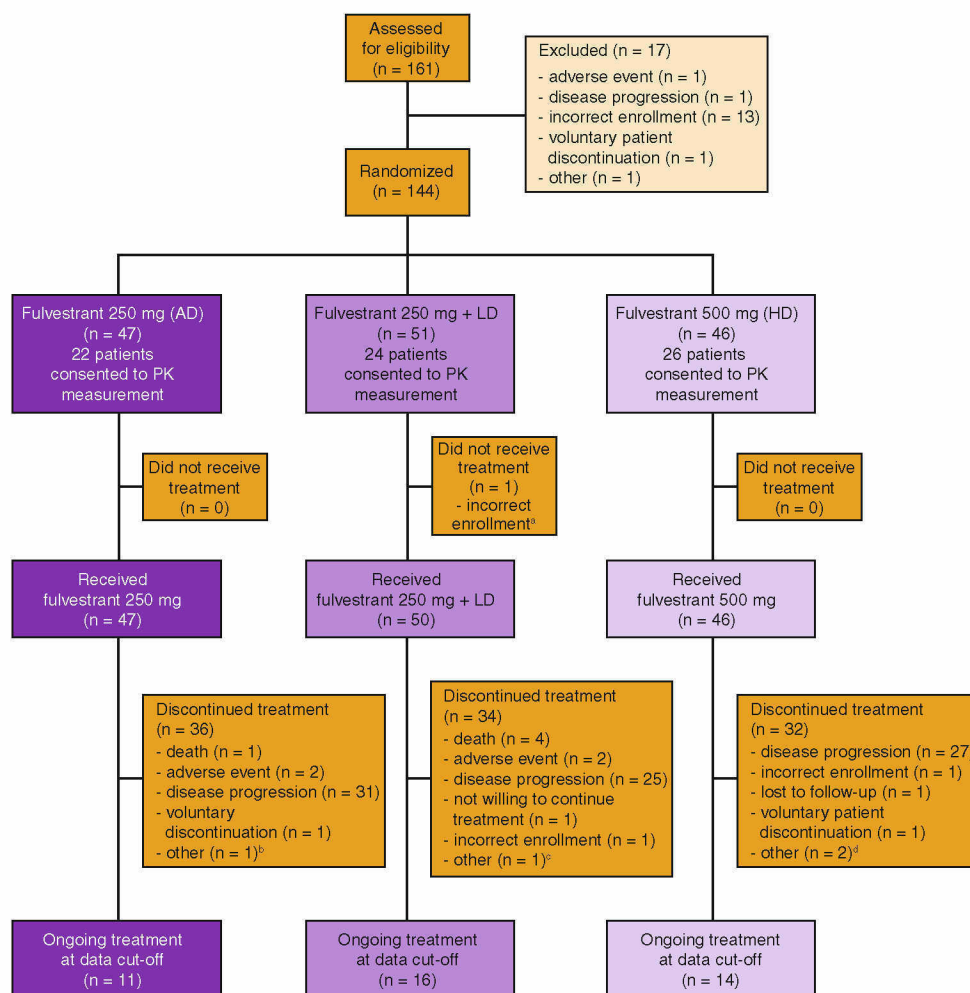 Assessed
for eligibility
(n = 161)
Excluded (n = 17)
- adverse event (n = 1)
- disease progression (n = 1)
- incorrect enrollment (n = 13)
- voluntary patient
discontinuation (n = 1)
- other (n = 1)
Randomized
(n = 144)
Fulvestrant 250 mg (AD)
(n = 47)
22 patients
consented to PK
measurement
Fulvestrant 250 mg + LD
(n = 51)
24 patients
consented to PK
measurement
Fulvestrant 500 mg (HD)
(n = 46)
26 patients
consented to PK
measurement
Did not receive
treatment
(n = 0)
Did not receive
treatment
(n = 1)
- incorrect
enrollmentª
Did not receive
treatment
(n = 0)
Received
fulvestrant 250 mg
(n = 47)
Received
fulvestrant 250 mg + LD
(n = 50)
Received
fulvestrant 500 mg
(n = 46)
Discontinued treatment
(n = 36)
- death (n = 1)
- adverse event (n = 2)
- disease progression (n = 31)
- voluntary
discontinuation (n = 1)
- other (n = 1)ᵇ
Discontinued treatment
(n = 34)
- death (n = 4)
- adverse event (n = 2)
- disease progression (n = 25)
- not willing to continue
treatment (n = 1)
- incorrect enrollment (n = 1)
- other (n = 1)ᶜ
Discontinued treatment
(n = 32)
- disease progression (n = 27)
- incorrect enrollment (n = 1)
- lost to follow-up (n = 1)
- voluntary patient
discontinuation (n = 1)
- other (n = 2)ᵈ
Ongoing treatment
at data cut-off
(n = 11)
Ongoing treatment
at data cut-off
(n = 16)
Ongoing treatment
at data cut-off
(n = 14)